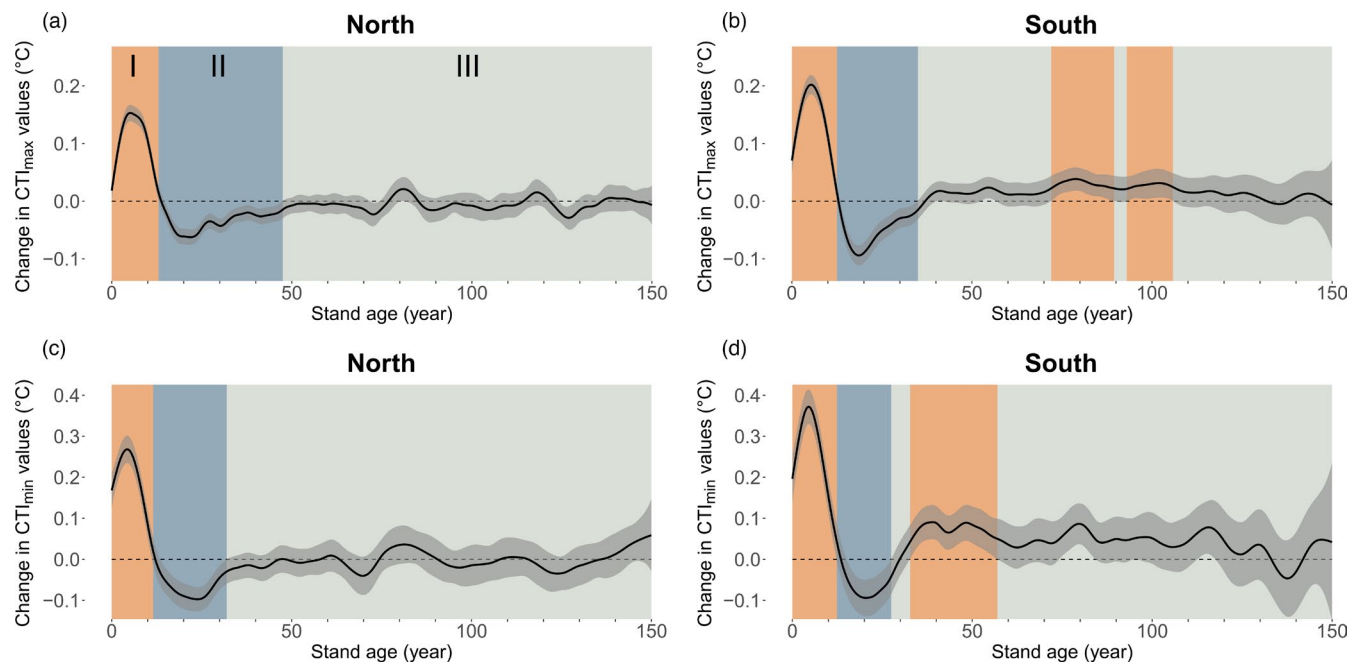 (a)
North
I
II
III
Change in CTImax values (°C)
0.2
0.1
0.0
−0.1
0
50
100
150
Stand age (year)
(b)
South
Change in CTImax values (°C)
0.2
0.1
0.0
−0.1
0
50
100
150
Stand age (year)
(c)
North
Change in CTImin values (°C)
0.4
0.3
0.2
0.1
0.0
−0.1
0
50
100
150
Stand age (year)
(d)
South
Change in CTImin values (°C)
0.4
0.3
0.2
0.1
0.0
−0.1
0
50
100
150
Stand age (year)